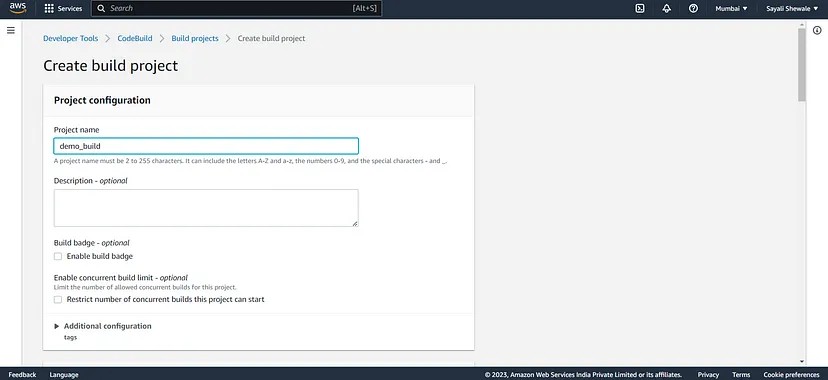 aws
Services
Search
[Alt+S]
Mumbai
Sayali Shewale
Developer Tools
CodeBuild
Build projects
Create build project
Create build project
Project configuration
Project name
demo_build
A project name must be 2 to 255 characters. It can include the letters A-Z and a-z, the numbers 0-9, and the special characters - and _.
Description - optional
Build badge - optional
Enable build badge
Enable concurrent build limit - optional
Limit the number of allowed concurrent builds for this project.
Restrict number of concurrent builds this project can start
Additional configuration
tags
Feedback
Language
© 2023, Amazon Web Services India Private Limited or its affiliates.
Privacy
Terms
Cookie preferences